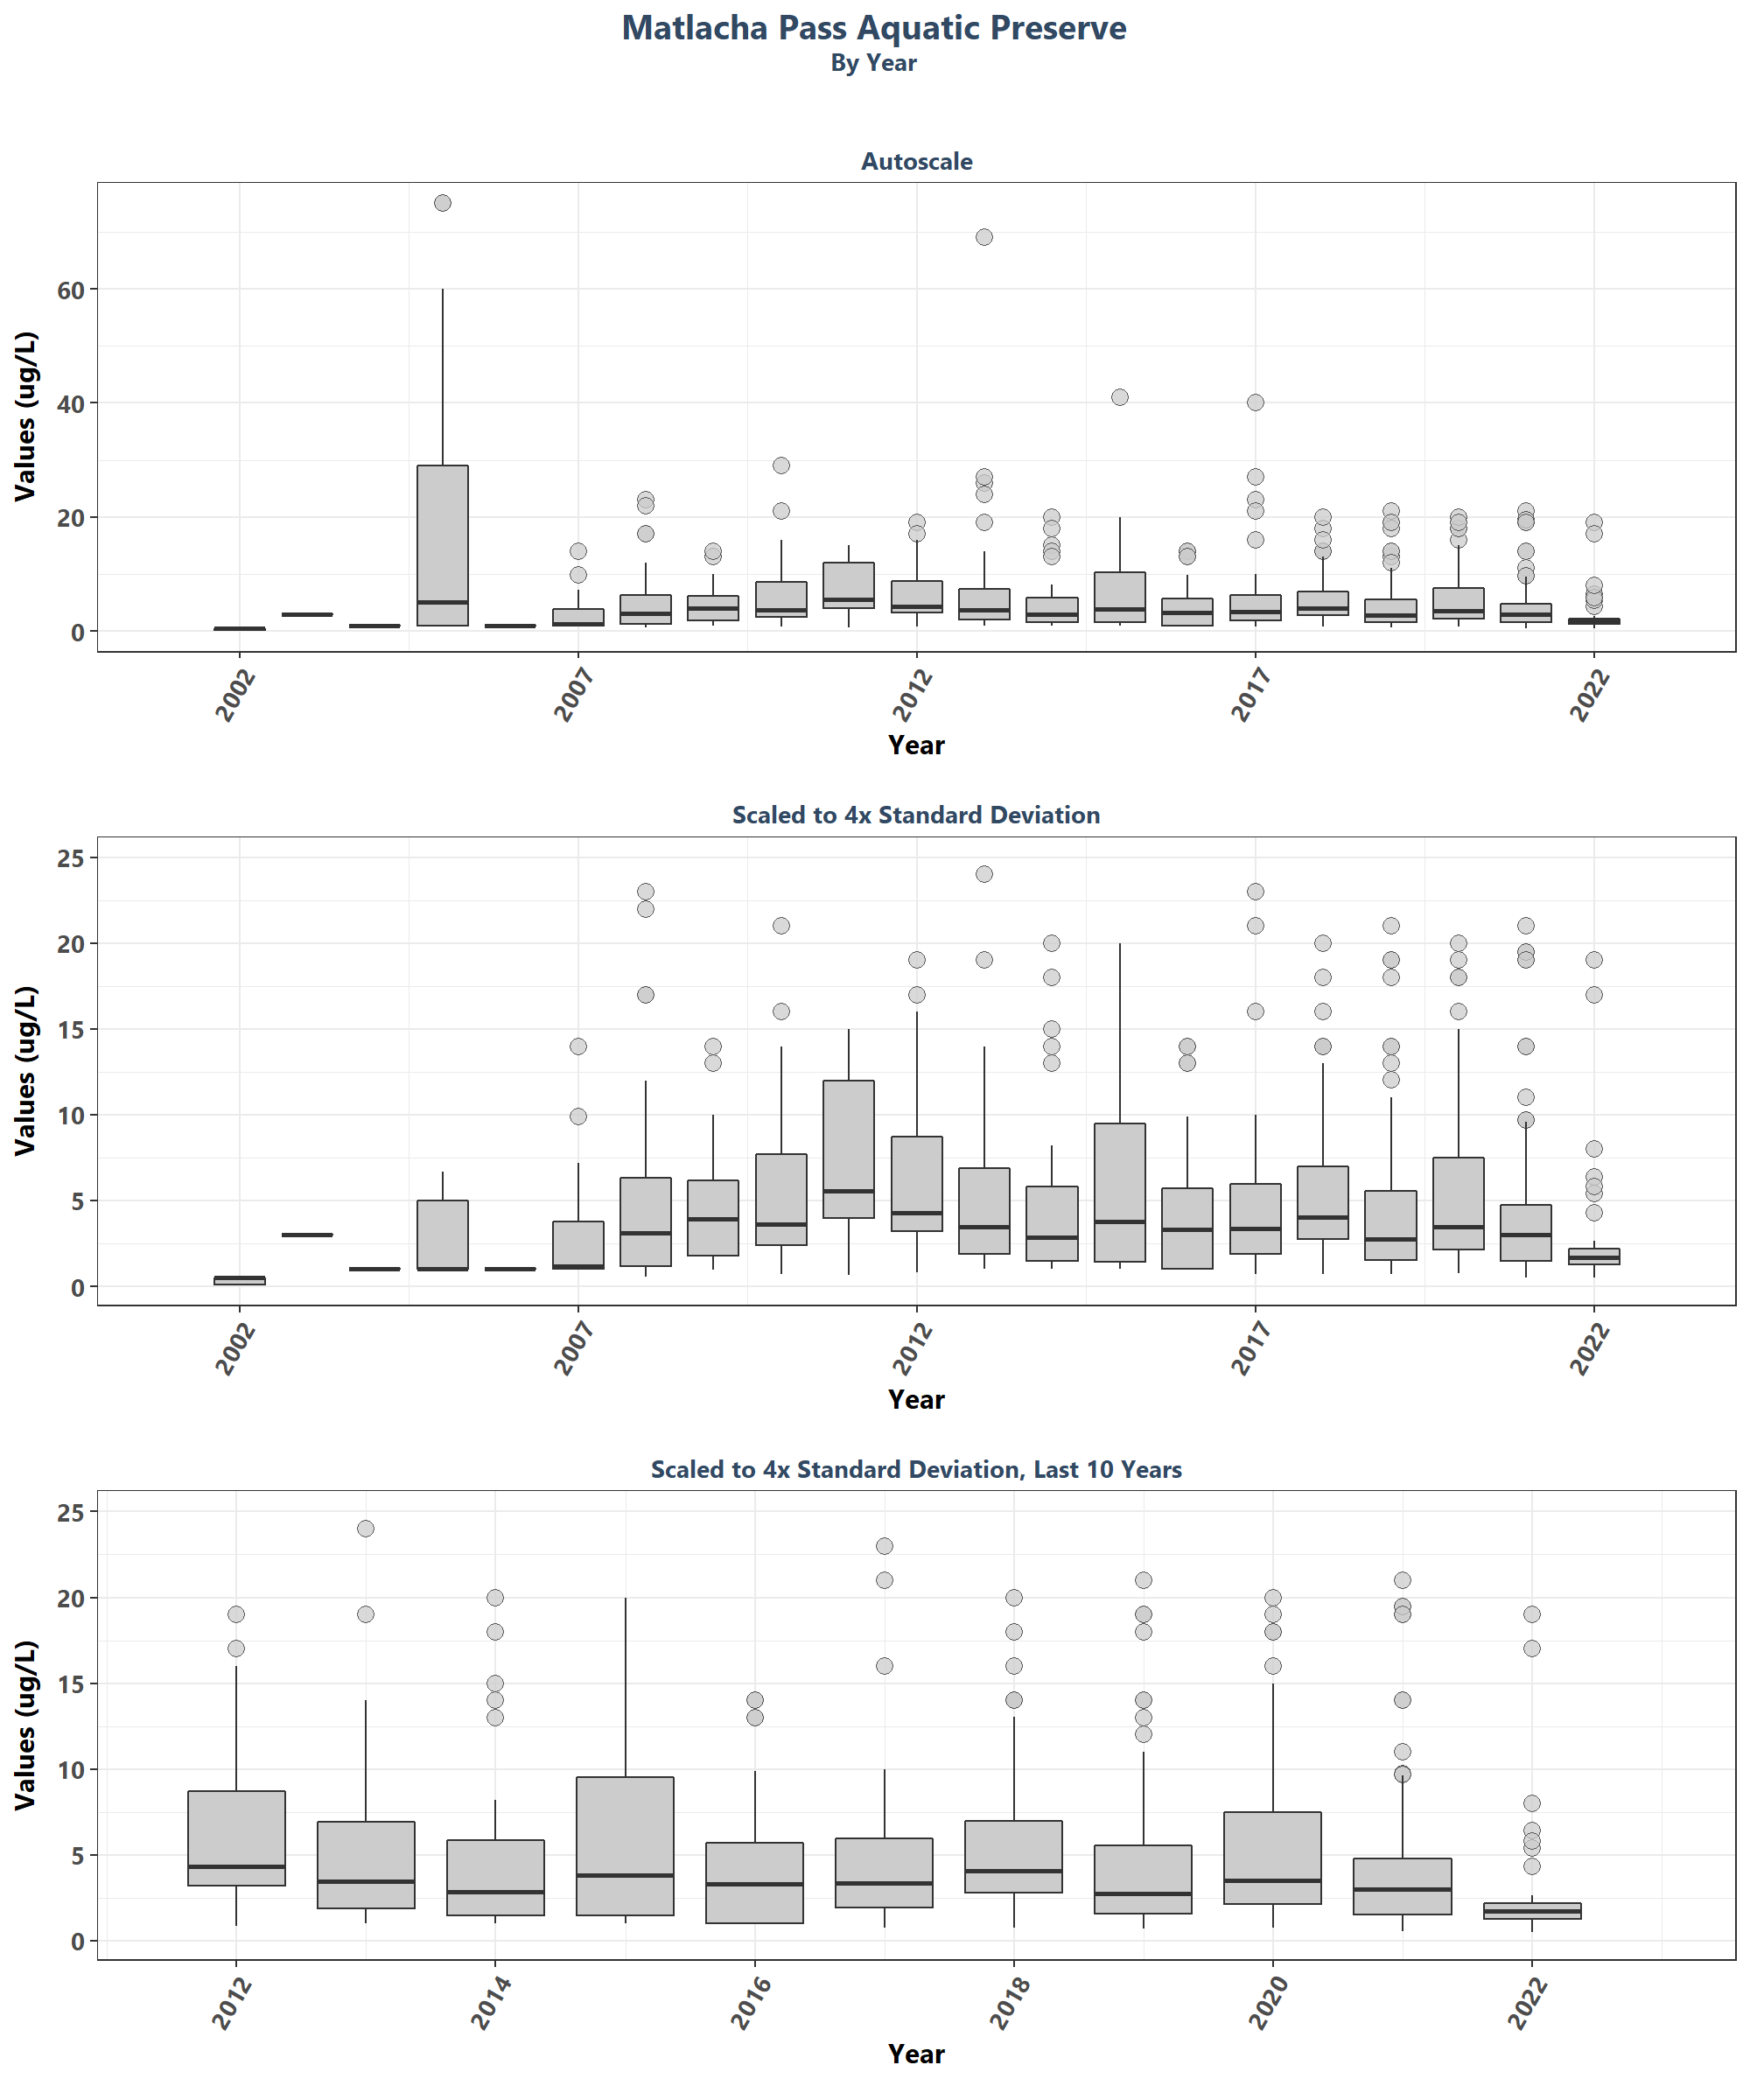 Matlacha Pass Aquatic Preserve
By Year
Autoscale
Values (ug/L)
60
40
20
0
2002
2007
2012
2017
2022
Year
Scaled to 4x Standard Deviation
Values (ug/L)
25
20
15
10
5
0
2002
2007
2012
2017
2022
Year
Scaled to 4x Standard Deviation, Last 10 Years
Values (ug/L)
25
20
15
10
5
0
2012
2014
2016
2018
2020
2022
Year